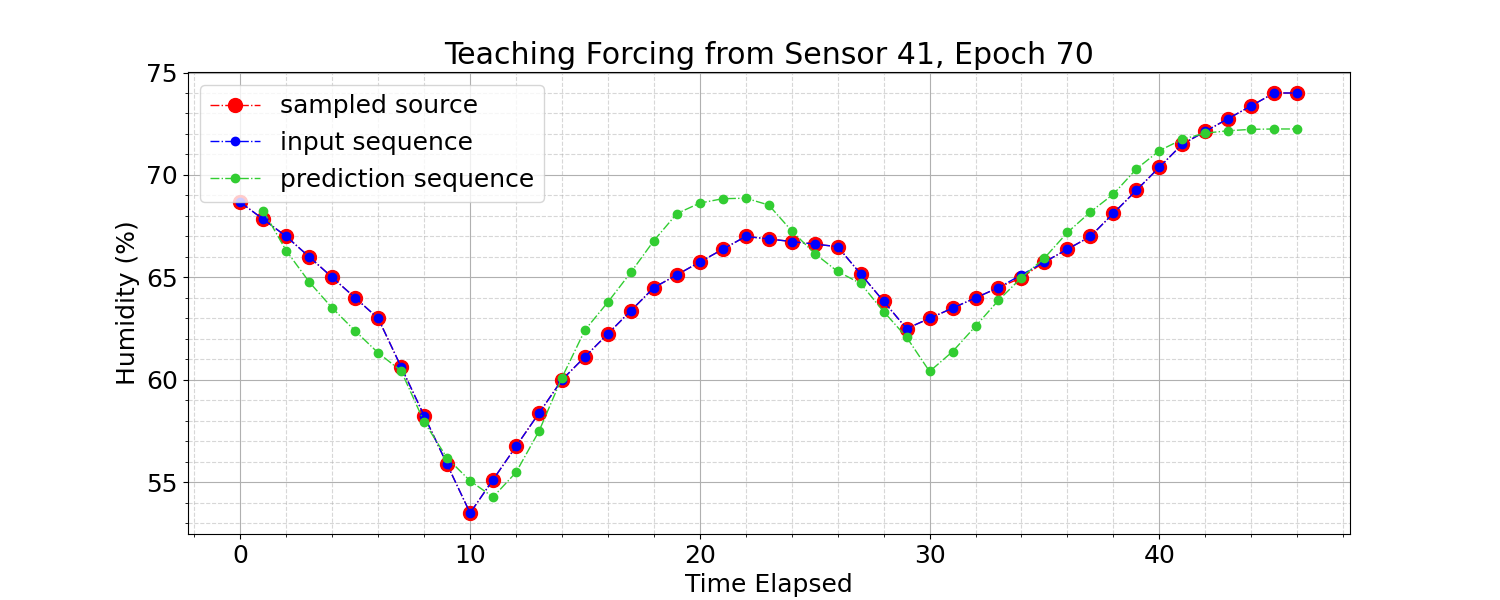 Teaching Forcing from Sensor 41, Epoch 70
75
70
65
60
55
Humidity (%)
sampled source
input sequence
prediction sequence
0 10 20 30 40
Time Elapsed